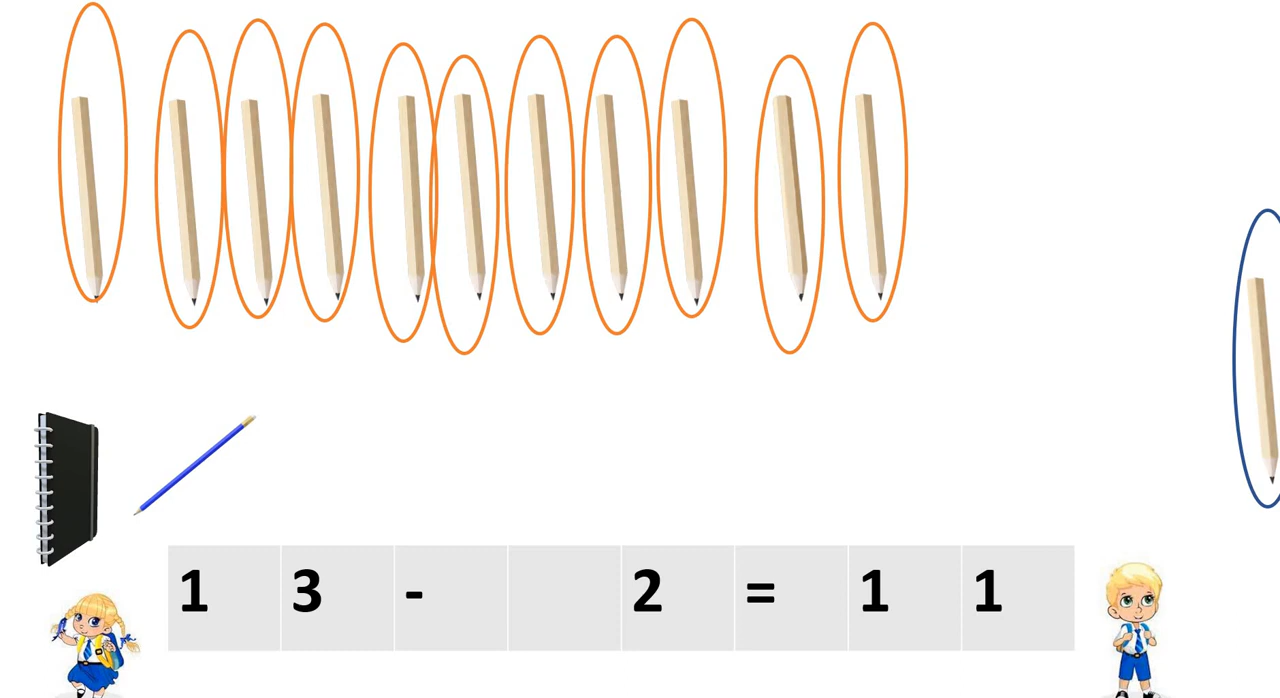 1 3 - 2 = 1 1